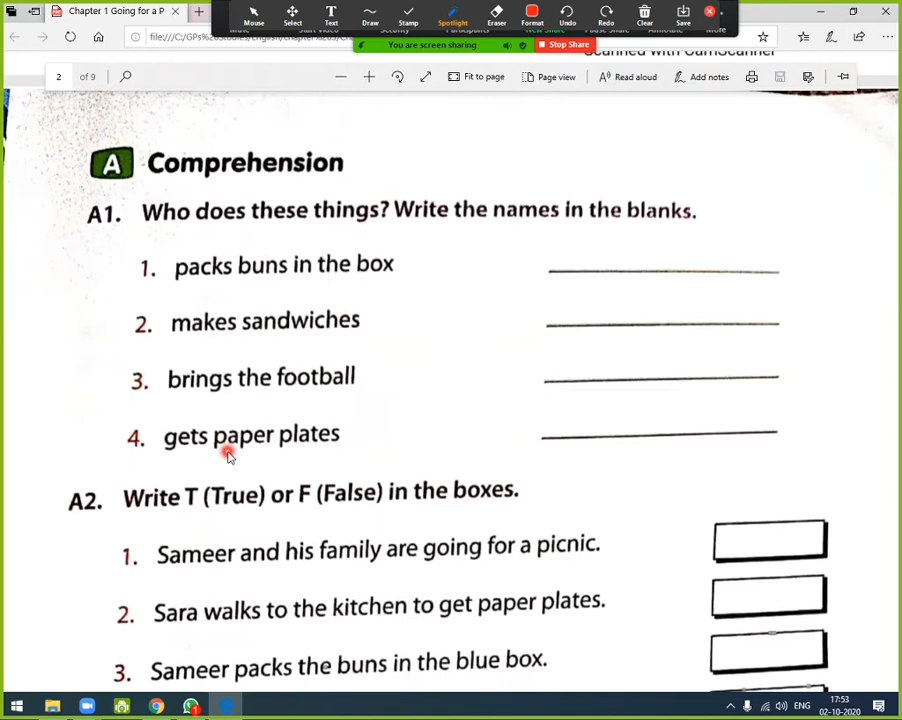 Chapter 1 Going for a P
Mouse Select Text Draw Stamp Spotlight Eraser Format Undo Redo Clear Save
You are screen sharing Stop Share
2 of 9 Fit to page Page view Read aloud Add notes
A Comprehension
A1. Who does these things? Write the names in the blanks.
1. packs buns in the box
2. makes sandwiches
3. brings the football
4. gets paper plates
A2. Write T (True) or F (False) in the boxes.
1. Sameer and his family are going for a picnic.
2. Sara walks to the kitchen to get paper plates.
3. Sameer packs the buns in the blue box.
ENG 17:53
02-10-2020